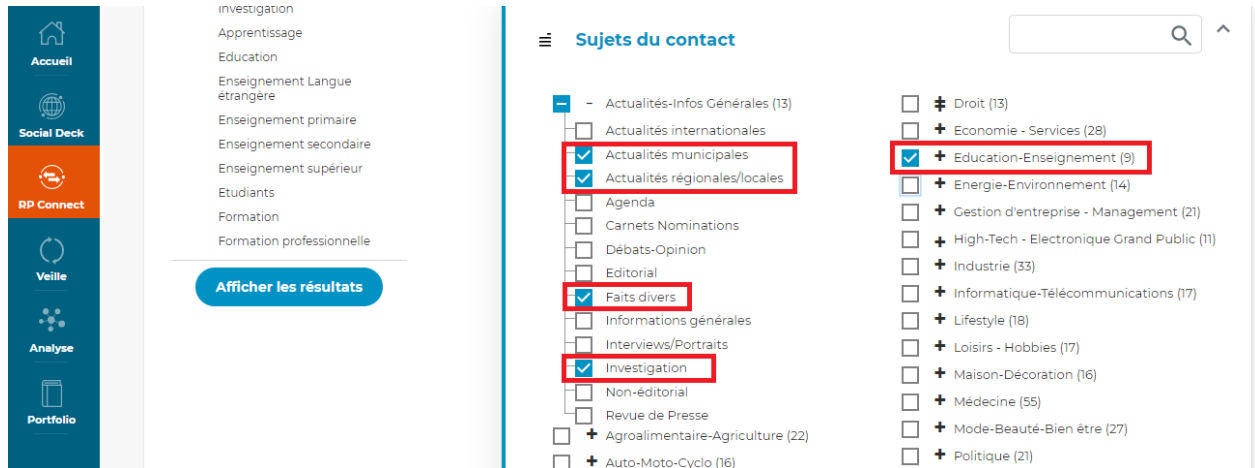 Accueil
Social Deck
RP Connect
Veille
Analyse
Portfolio
Investigation
Apprentissage
Education
Enseignement Langue
étrangère
Enseignement primaire
Enseignement secondaire
Enseignement supérieur
Etudiants
Formation
Formation professionnelle
Afficher les résultats
Sujets du contact
Actualités-Infos Générales (13)
Actualités internationales
Actualités municipales
Actualités régionales/locales
Agenda
Carnets Nominations
Débats-Opinion
Editorial
Faits divers
Informations générales
Interviews/Portraits
Investigation
Non-éditorial
Revue de Presse
Agroalimentaire-Agriculture (22)
Auto-Moto-Cyclo (16)
Droit (13)
Economie - Services (28)
Education-Enseignement (9)
Energie-Environnement (14)
Gestion d'entreprise - Management (21)
High-Tech - Electronique Grand Public (11)
Industrie (33)
Informatique-Télécommunications (17)
Lifestyle (18)
Loisirs - Hobbies (17)
Maison-Décoration (16)
Médecine (55)
Mode-Beauté-Bien être (27)
Politique (21)